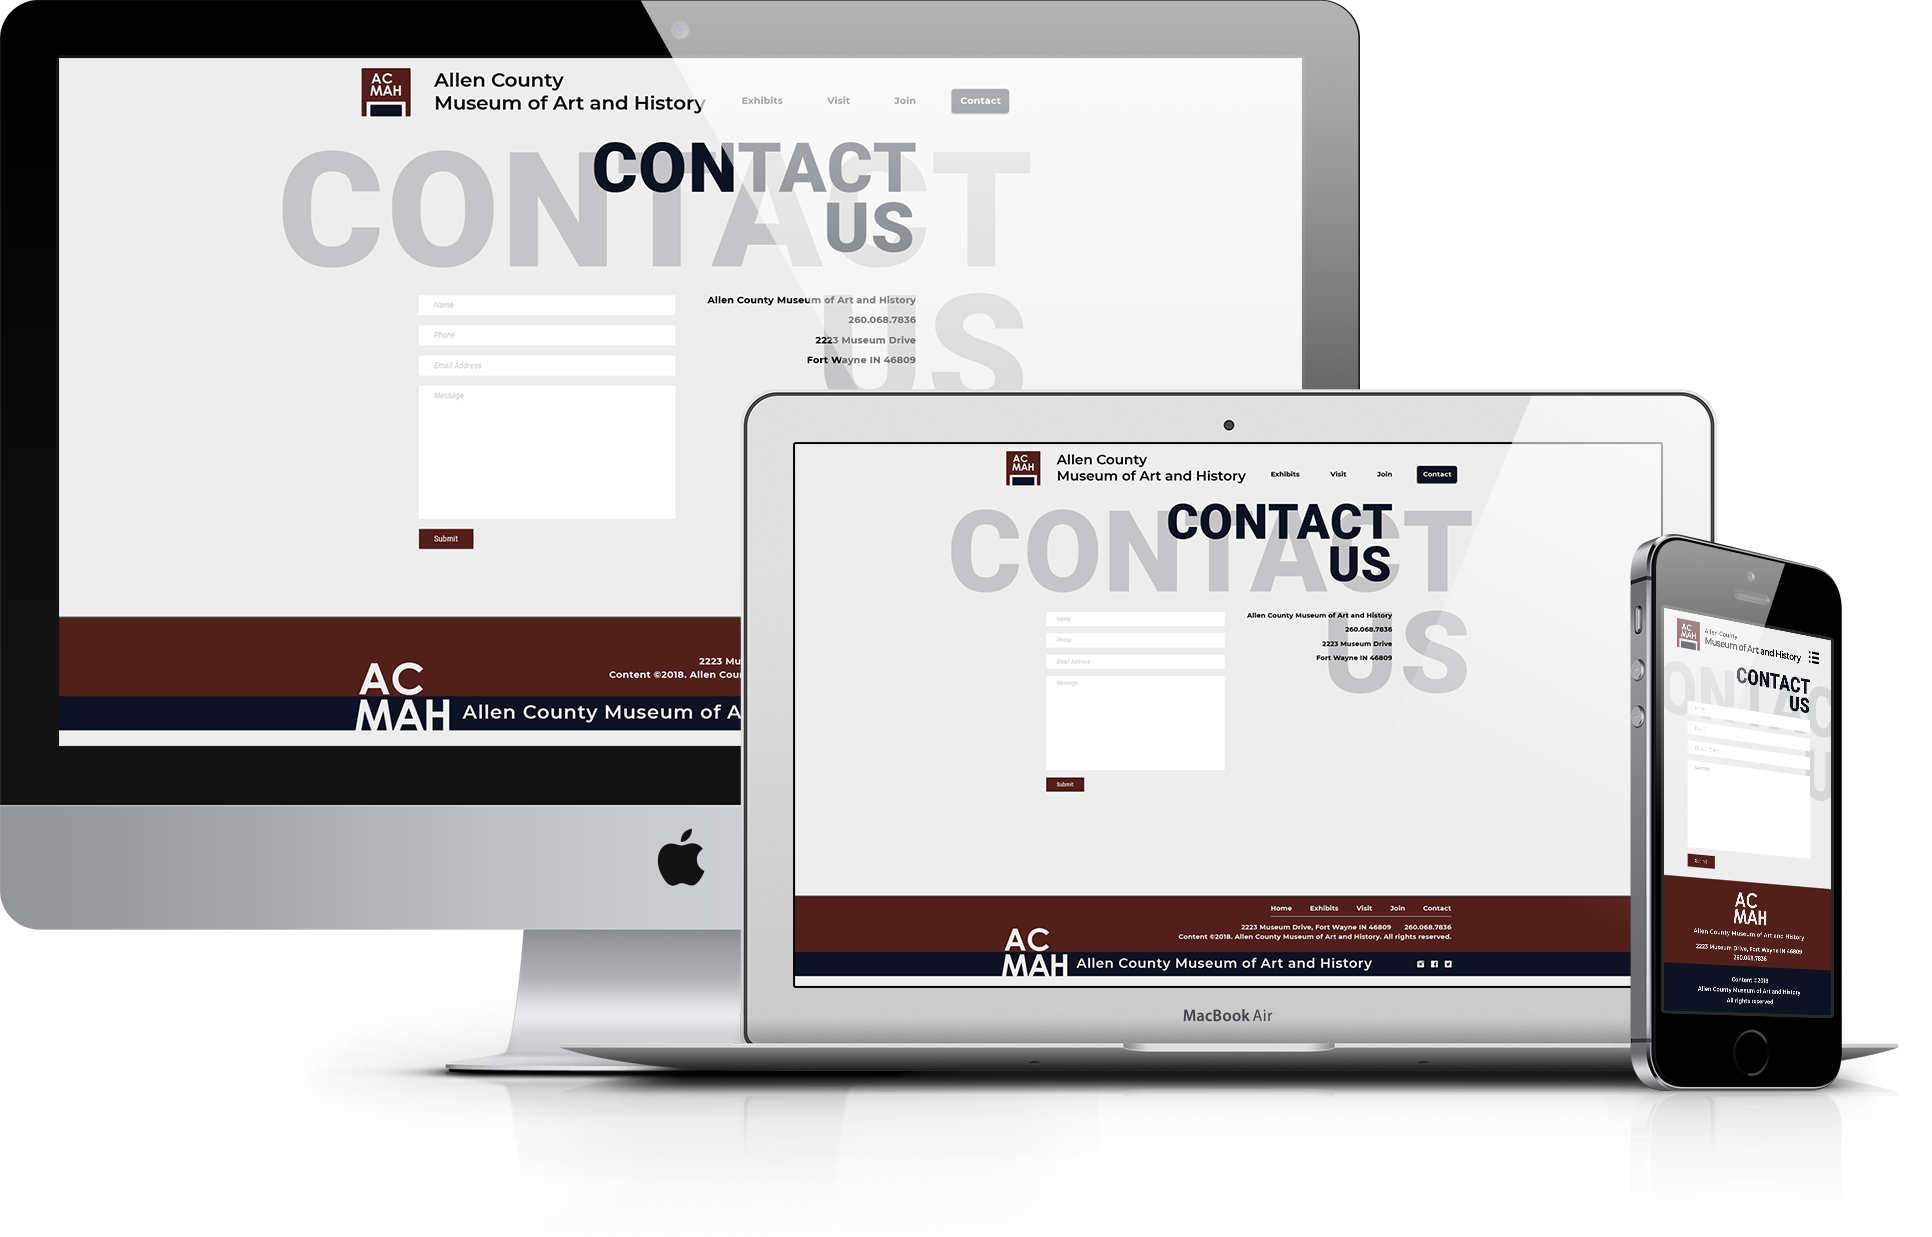 AC
MAH
Allen County
Museum of Art and History
Exhibits
Visit
Join
Contact
CONTACT
US
CONTACT
US
Name
Phone
Email Address
Message
Submit
Allen County Museum of Art and History
260.068.7836
2223 Museum Drive
Fort Wayne IN 46809
2223 Mu
Content ©2018. Allen Cou
AC
MAH
Allen County Museum of A
AC
MAH
Allen County
Museum of Art and History
Exhibits
Visit
Join
Contact
CONTACT
US
CONTACT
US
Name
Phone
Email Address
Message
Submit
Allen County Museum of Art and History
260.068.7836
2223 Museum Drive
Fort Wayne IN 46809
Home
Exhibits
Visit
Join
Contact
2223 Museum Drive, Fort Wayne IN 46809 260.068.7836
Content ©2018. Allen County Museum of Art and History. All rights reserved.
AC
MAH
Allen County Museum of Art and History
MacBook Air
AC
MAH
Allen County
Museum of Art and History
CONTACT
US
Message
Submit
AC
MAH
Allen County Museum of Art and History
2223 Museum Drive, Fort Wayne IN 46809
260.068.7836
Content ©2018
Allen County Museum of Art and History
All rights reserved